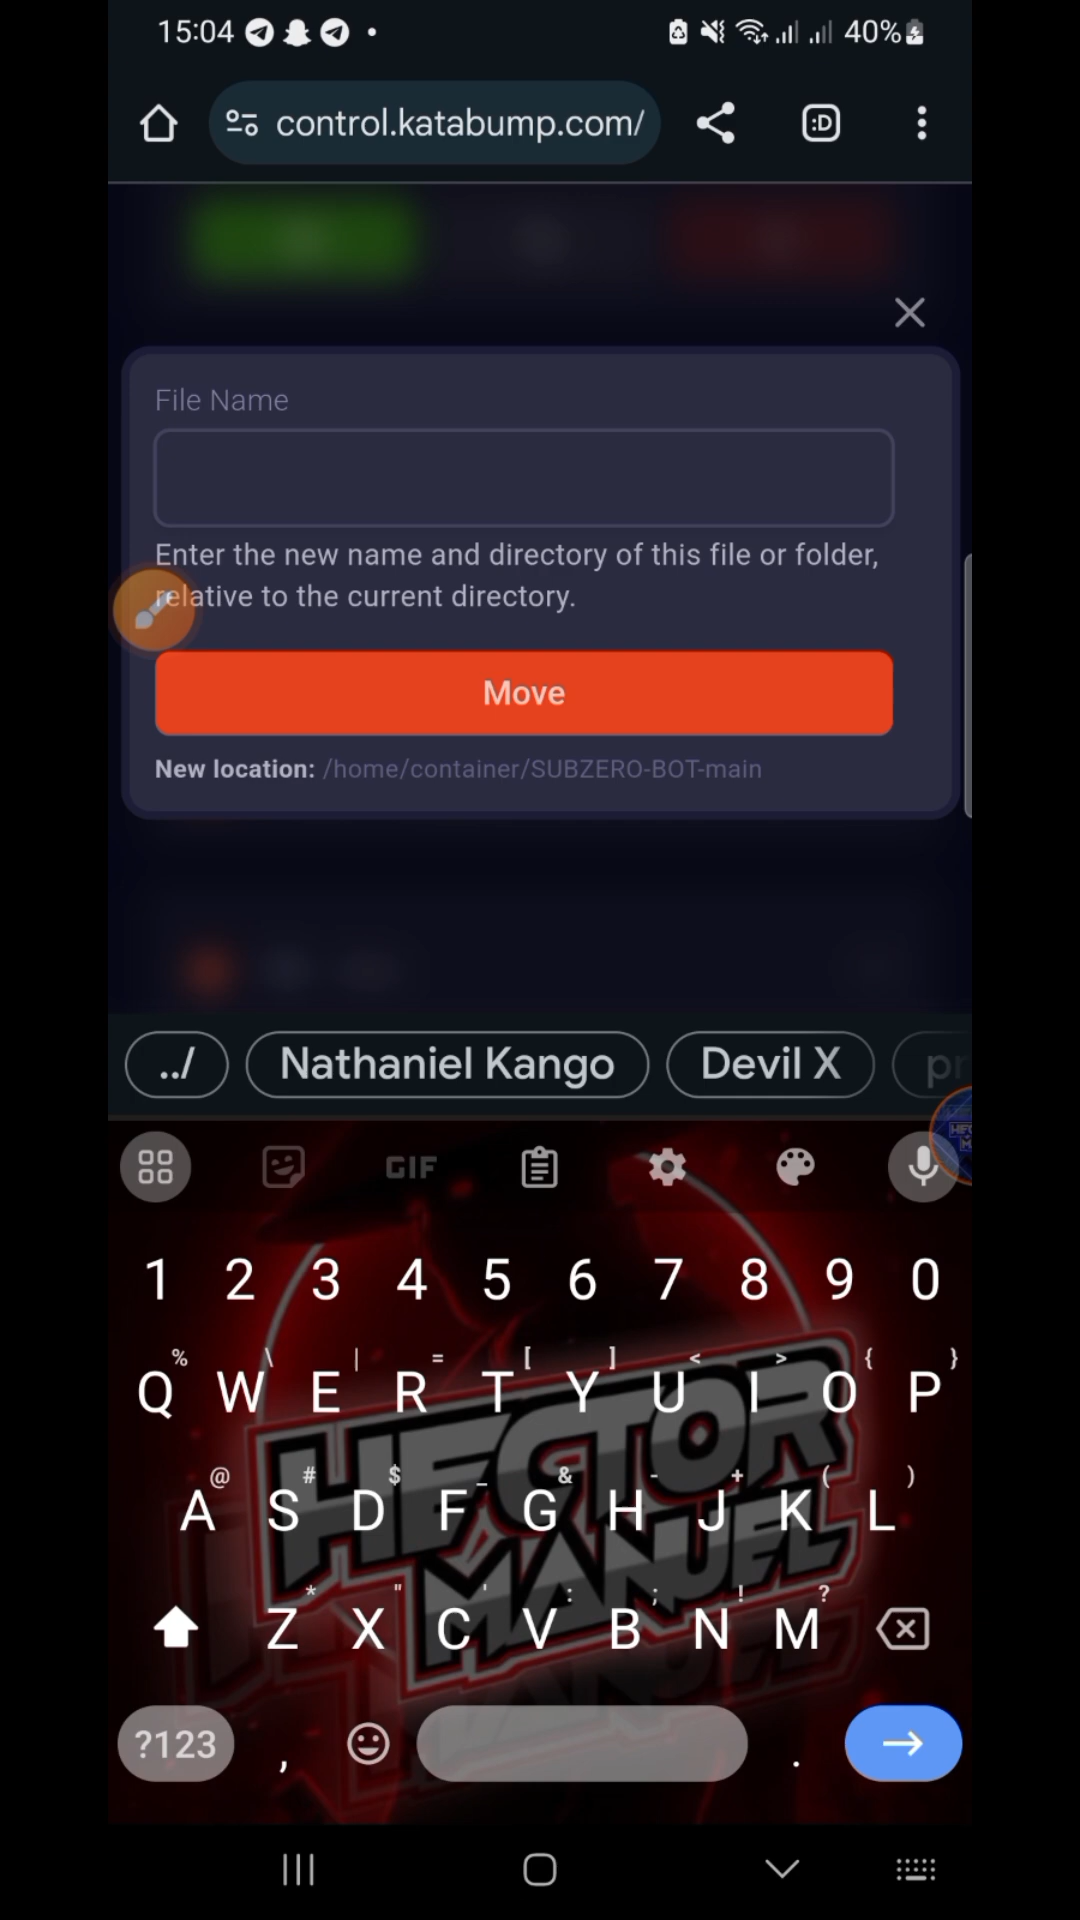 15:04
40%
control.katabump.com/
:D
File Name
Enter the new name and directory of this file or folder,
relative to the current directory.
Move
New location: /home/container/SUBZERO-BOT-main
../
Nathaniel Kango
Devil X
pr
GIF
1 2 3 4 5 6 7 8 9 0
% \ | = [ ] < > { }
Q W E R T Y U I O P
@ # $ _ & - + ( )
A S D F G H J K L
HECTOR
MANUEL
* " ' : ; ! ?
Z X C V B N M
?123 , .